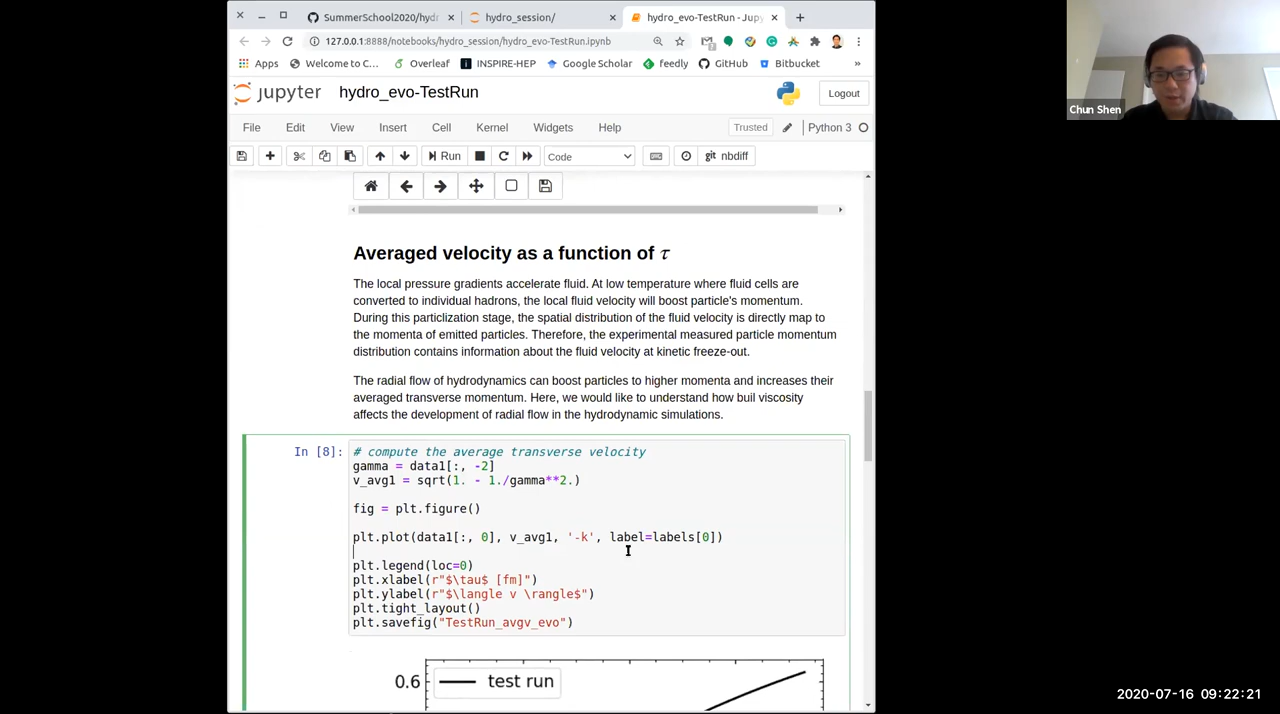 SummerSchool2020/hydr
hydro_session/
hydro_evo-TestRun - Jup
127.0.0.1:8888/notebooks/hydro_session/hydro_evo-TestRun.ipynb
Apps
Welcome to C...
Overleaf
INSPIRE-HEP
Google Scholar
feedly
GitHub
Bitbucket
»
jupyter
hydro_evo-TestRun
Logout
File
Edit
View
Insert
Cell
Kernel
Widgets
Help
Trusted
Python 3
Run
Code
git nbdiff
Averaged velocity as a function of τ
The local pressure gradients accelerate fluid. At low temperature where fluid cells are
converted to individual hadrons, the local fluid velocity will boost particle's momentum.
During this particlization stage, the spatial distribution of the fluid velocity is directly map to
the momenta of emitted particles. Therefore, the experimental measured particle momentum
distribution contains information about the fluid velocity at kinetic freeze-out.
The radial flow of hydrodynamics can boost particles to higher momenta and increases their
averaged transverse momentum. Here, we would like to understand how buil viscosity
affects the development of radial flow in the hydrodynamic simulations.
In [8]:
# compute the average transverse velocity
gamma = data1[:, -2]
v_avg1 = sqrt(1. - 1./gamma**2.)
fig = plt.figure()
plt.plot(data1[:, 0], v_avg1, '-k', label=labels[0])
plt.legend(loc=0)
plt.xlabel(r"$\tau$ [fm]")
plt.ylabel(r"$\langle v \rangle$")
plt.tight_layout()
plt.savefig("TestRun_avgv_evo")
0.6
test run
Chun Shen
2020-07-16 09:22:21